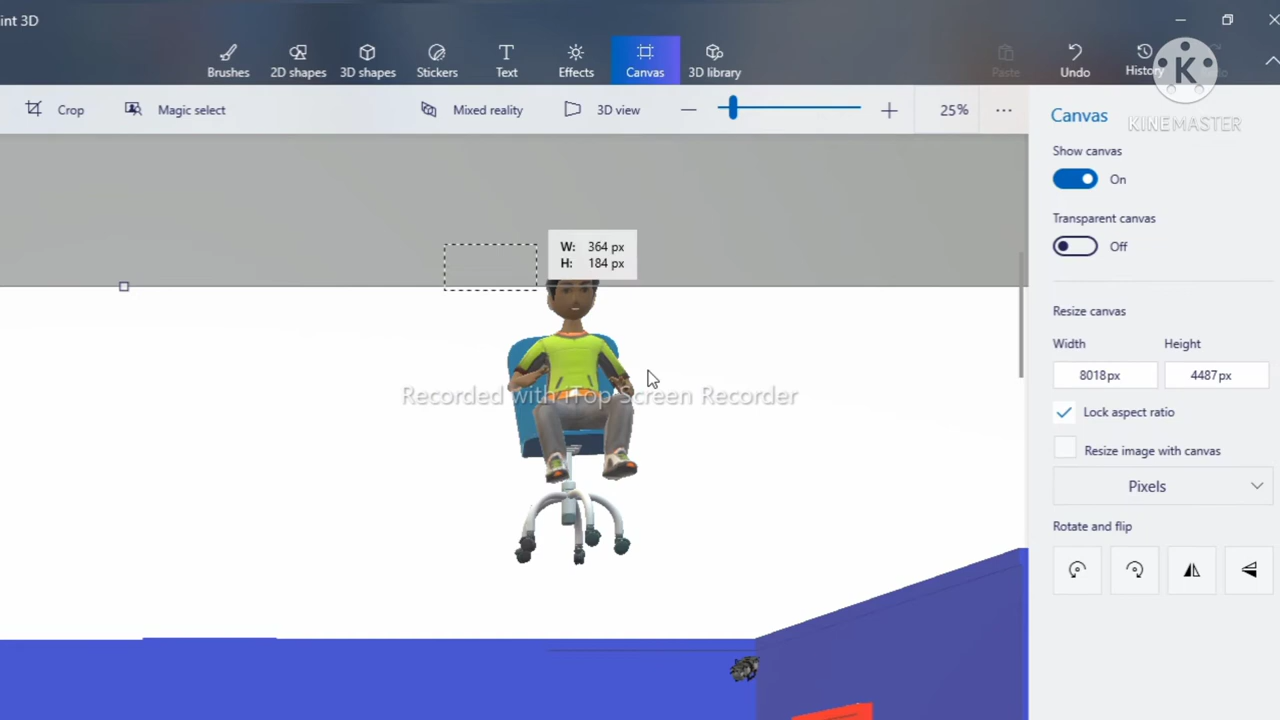 int 3D
Brushes
2D shapes
3D shapes
Stickers
Text
Effects
Canvas
3D library
Paste
Undo
History
K
KINEMASTER
Crop
Magic select
Mixed reality
3D view
25%
Canvas
Show canvas
On
Transparent canvas
Off
W: 364 px
H: 184 px
Resize canvas
Width Height
8018px 4487px
Lock aspect ratio
Resize image with canvas
Pixels
Rotate and flip
Recorded with iTop Screen Recorder